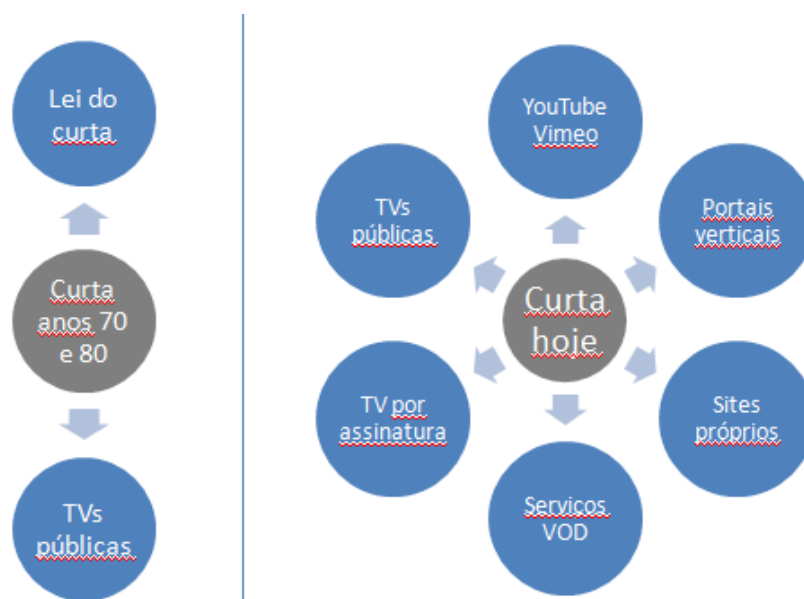 Lei do
curta
Curta
anos 70
e 80
TVs
públicas
YouTube
Vimeo
TVs
públicas
Portais
verticais
Curta
hoje
TV por
assinatura
Sites
próprios
Serviços
VOD